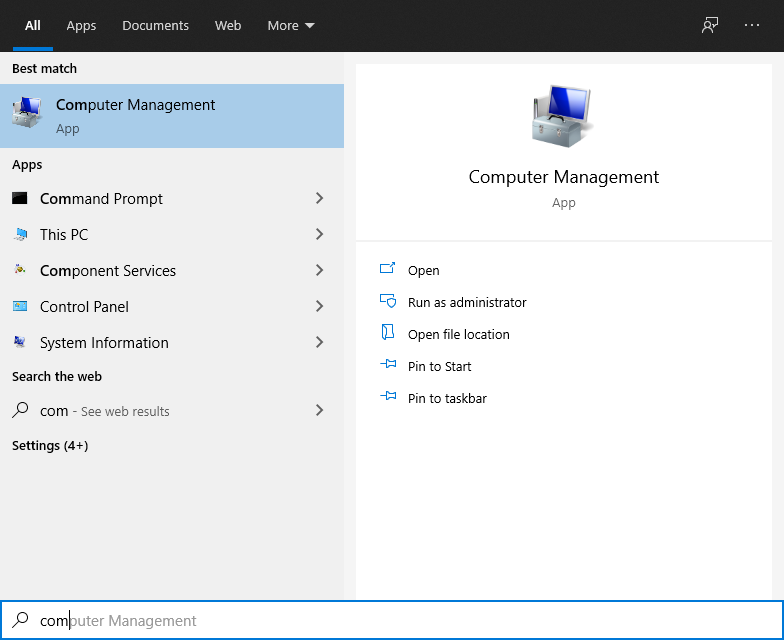 All Apps Documents Web More
Best match
Computer Management
App
Apps
Command Prompt
This PC
Component Services
Control Panel
System Information
Search the web
com - See web results
Settings (4+)
Computer Management
App
Open
Run as administrator
Open file location
Pin to Start
Pin to taskbar
computer Management